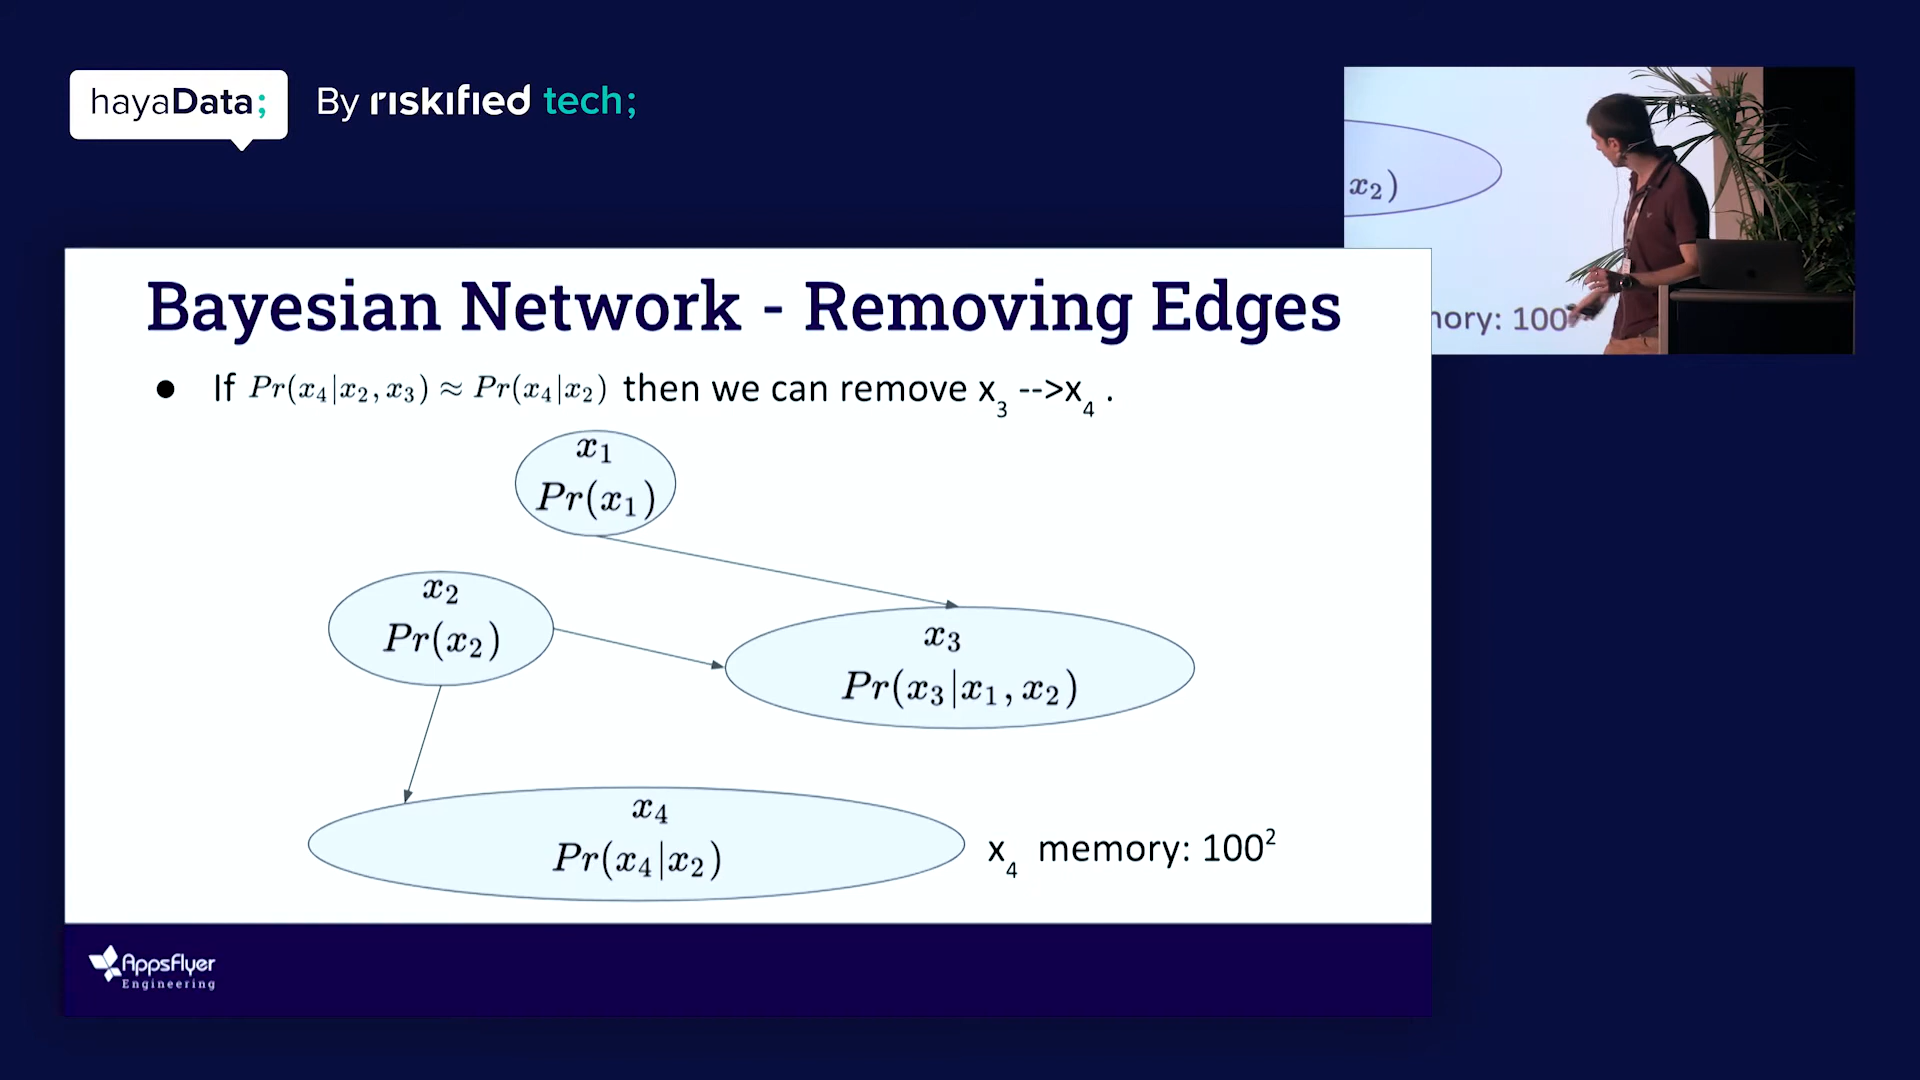 hayaData; By riskified tech;
x₂)
mory: 100²
Bayesian Network - Removing Edges
● If Pr(x₄|x₂, x₃) ≈ Pr(x₄|x₂) then we can remove x₃ -->x₄ .
x₁
Pr(x₁)
x₂
Pr(x₂)
x₃
Pr(x₃|x₁, x₂)
x₄
Pr(x₄|x₂)
x₄ memory: 100²
AppsFlyer
Engineering